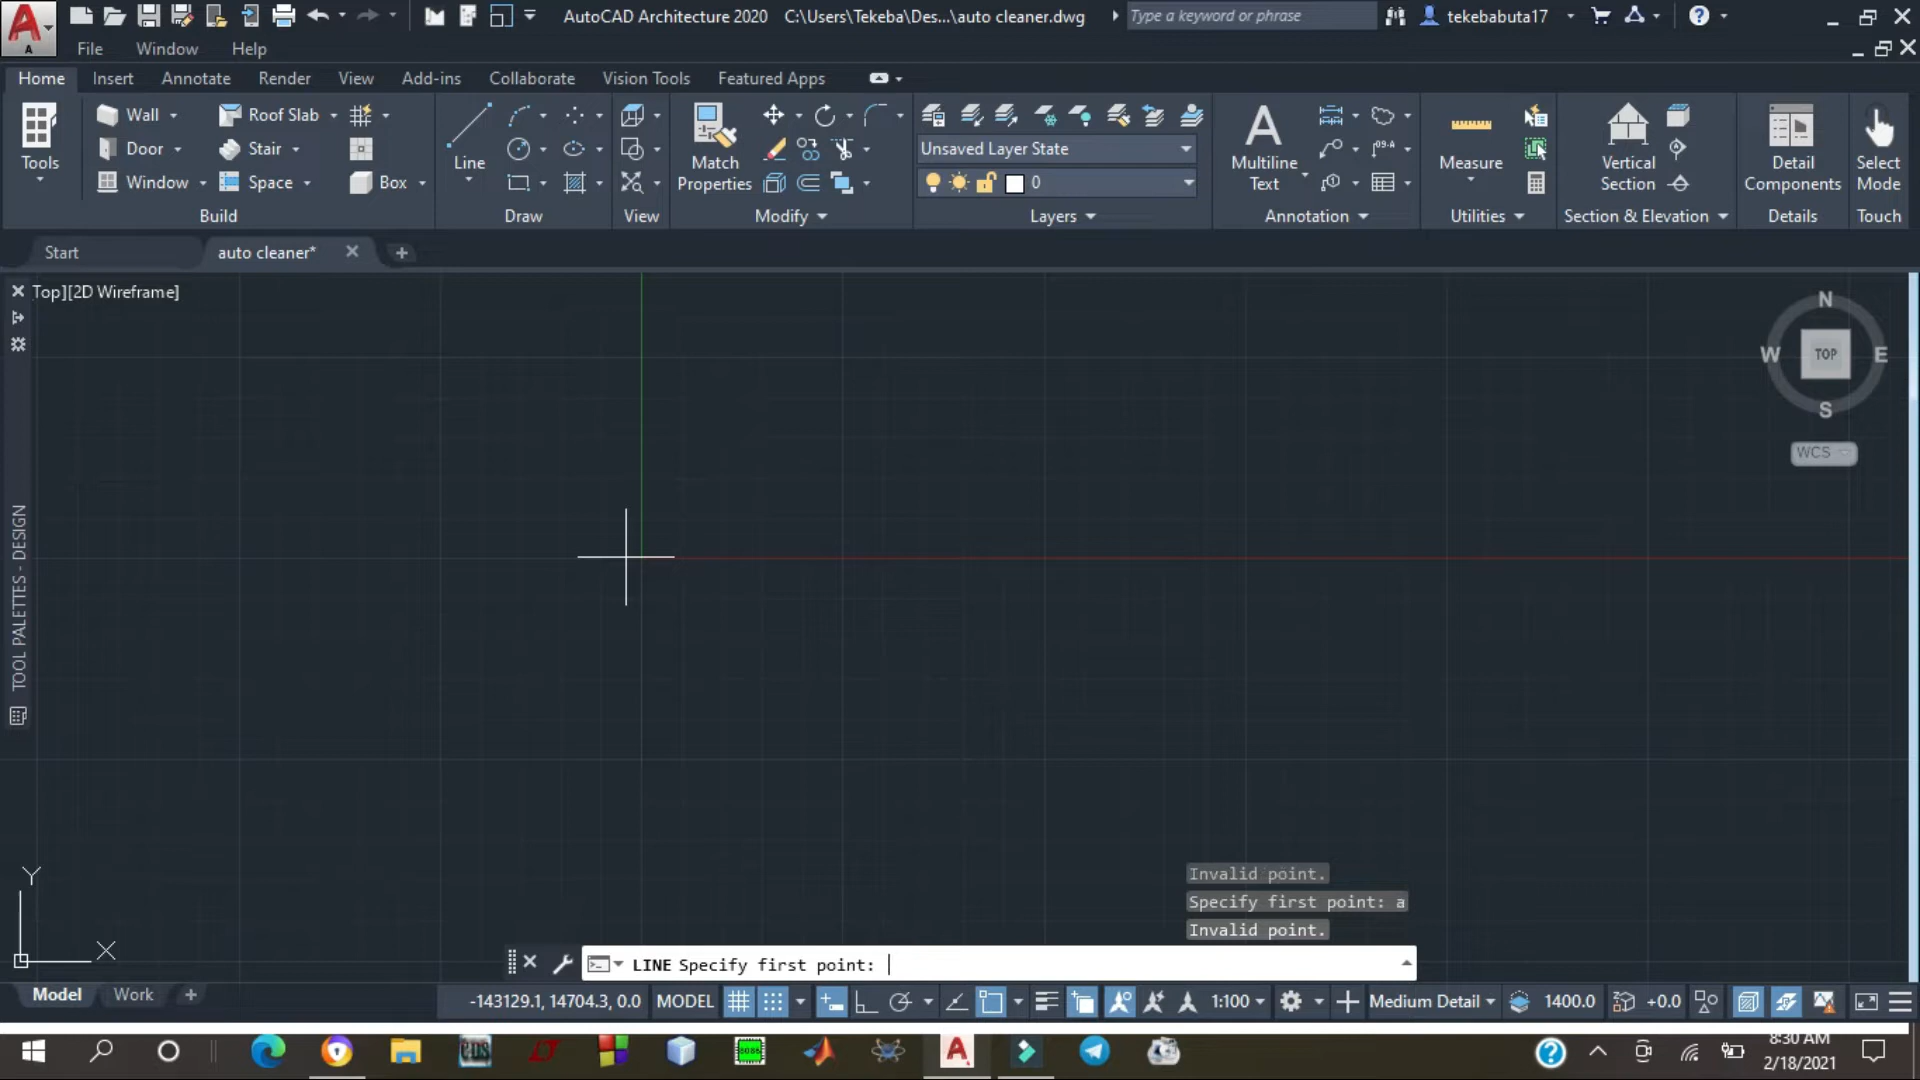 AutoCAD Architecture 2020 C:\Users\Tekeba\Des...\auto cleaner.dwg
Type a keyword or phrase
tekebabuta17
File Window Help
Home Insert Annotate Render View Add-ins Collaborate Vision Tools Featured Apps
Tools
Wall
Door
Window
Roof Slab
Stair
Space
Box
Line
Match
Properties
Unsaved Layer State
0
Multiline
Text
Measure
Vertical
Section
Detail
Components
Select
Mode
Build Draw View Modify Layers Annotation Utilities Section & Elevation Details Touch
Start auto cleaner*
Top][2D Wireframe]
N
W TOP E
S
WCS
TOOL PALETTES - DESIGN
Y
X
Invalid point.
Specify first point: a
Invalid point.
LINE Specify first point:
Model Work
-143129.1, 14704.3, 0.0 MODEL 1:100 Medium Detail 1400.0 +0.0
8:30 AM
2/18/2021